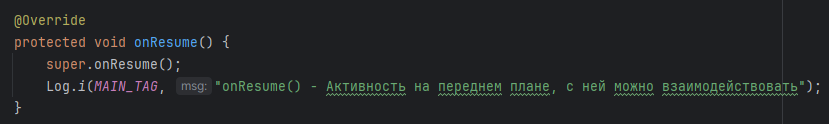 @Override
protected void onResume() {
    super.onResume();
    Log.i(MAIN_TAG, msg: "onResume() - Активность на переднем плане, с ней можно взаимодействовать");
}